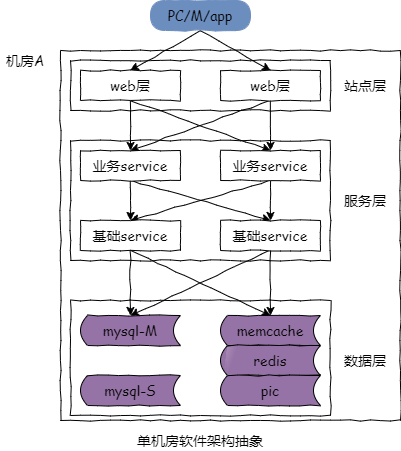 PC/M/app
机房A
web层
web层
站点层
业务service
业务service
服务层
基础service
基础service
mysql-M
memcache
redis
数据层
mysql-S
pic
单机房软件架构抽象